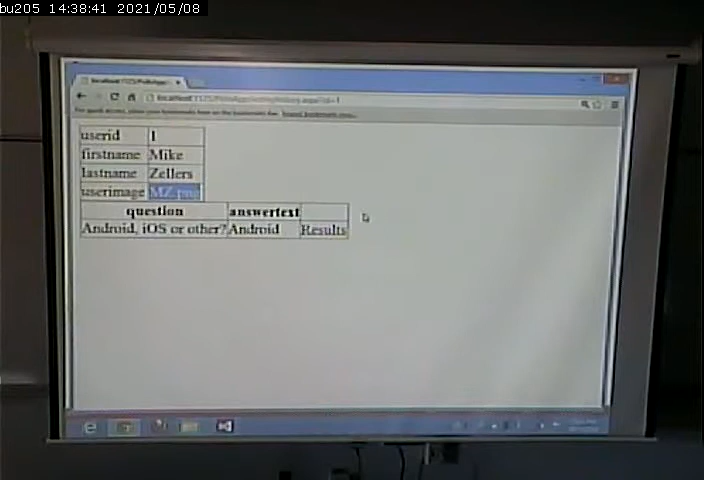 bu205 14:38:41 2021/05/08
userid 1
firstname Mike
lastname Zellers
userimage MZ.png
question answertext
Android, iOS or other? Android Results